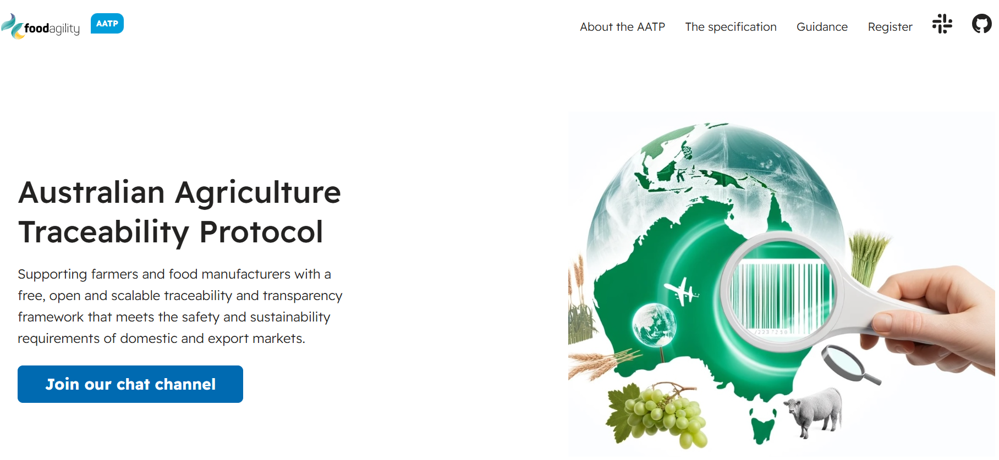 foodagility
AATP
About the AATP
The specification
Guidance
Register
Australian Agriculture
Traceability Protocol
Supporting farmers and food manufacturers with a
free, open and scalable traceability and transparency
framework that meets the safety and sustainability
requirements of domestic and export markets.
Join our chat channel